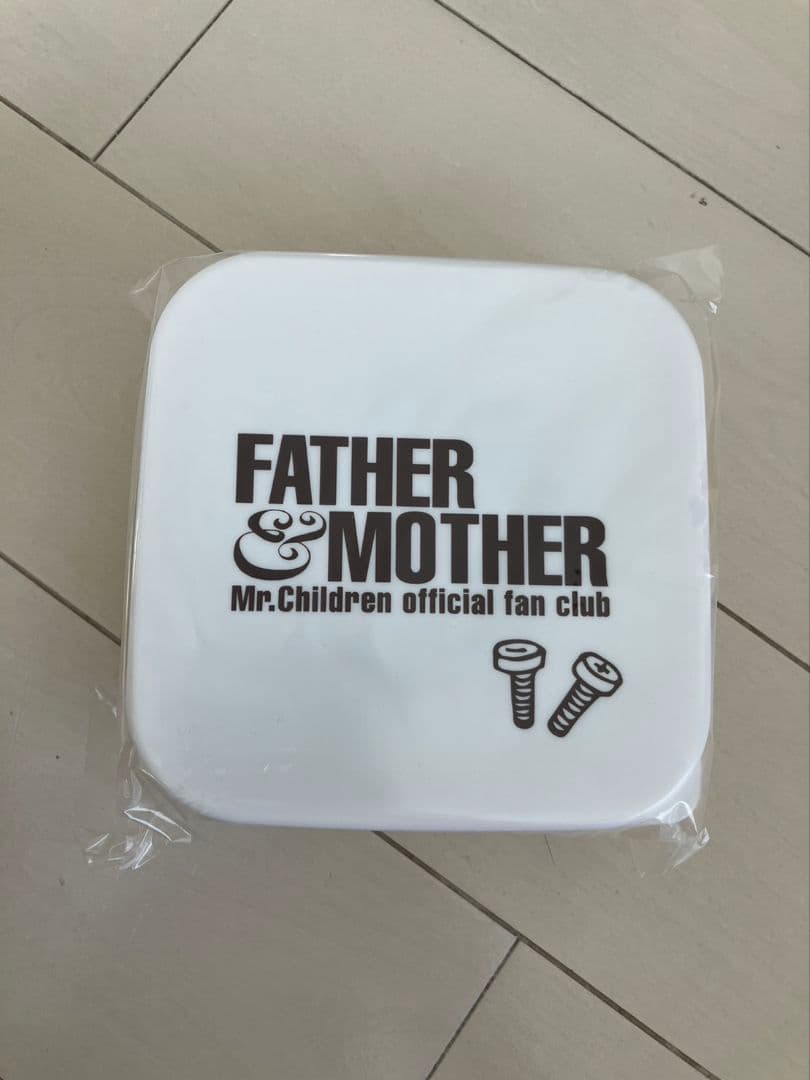 FATHER
& MOTHER
Mr.Children official fan club